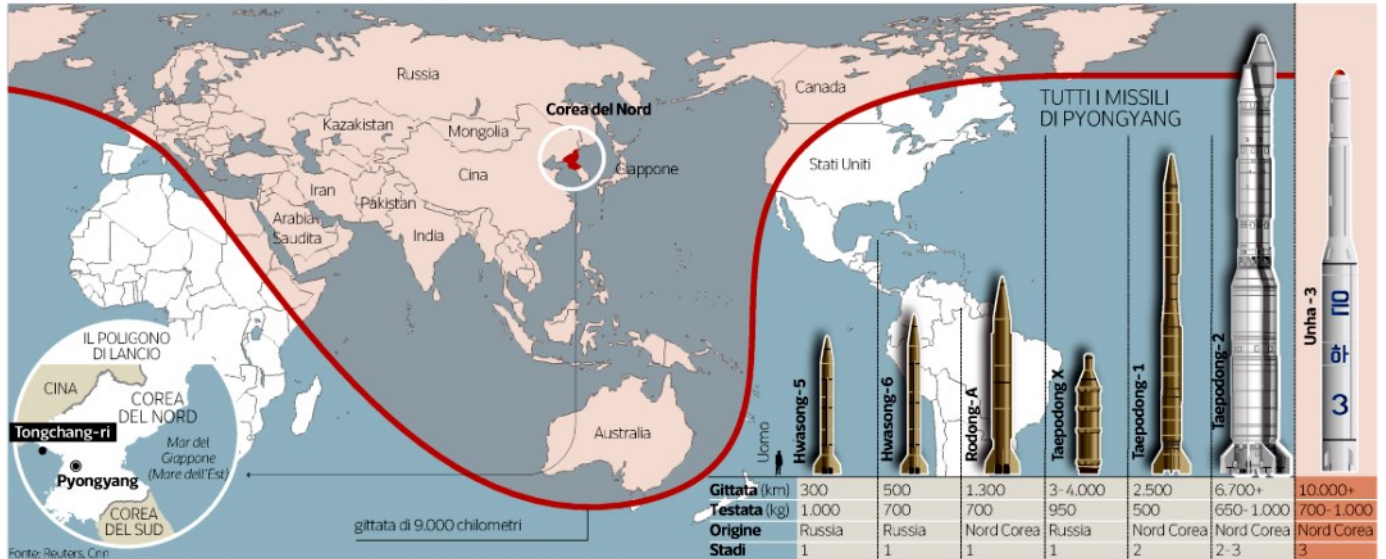 Russia
Canada
Corea del Nord
TUTTI I MISSILI
DI PYONGYANG
Kazakistan
Mongolia
Stati Uniti
Cina
Giappone
Iran
Pakistan
Arabia
Saudita
India
Australia
IL POLIGONO
DI LANCIO
CINA
COREA
DEL NORD
Tongchang-ri
Mar del
Giappone
(Mare dell'Est)
Pyongyang
COREA
DEL SUD
gittata di 9.000 chilometri
Fonte: Reuters, Cnn
Uomo
Hwasong-5
Hwasong-6
Rodong-A
Taepodong X
Taepodong-1
Taepodong-2
Unha-3
은
하
3
Gittata (km) 300 500 1.300 3-4.000 2.500 6.700+ 10.000+
Testata (kg) 1.000 700 700 950 500 650-1.000 700-1.000
Origine Russia Russia Nord Corea Russia Nord Corea Nord Corea Nord Corea
Stadi 1 1 1 1 2 2-3 3